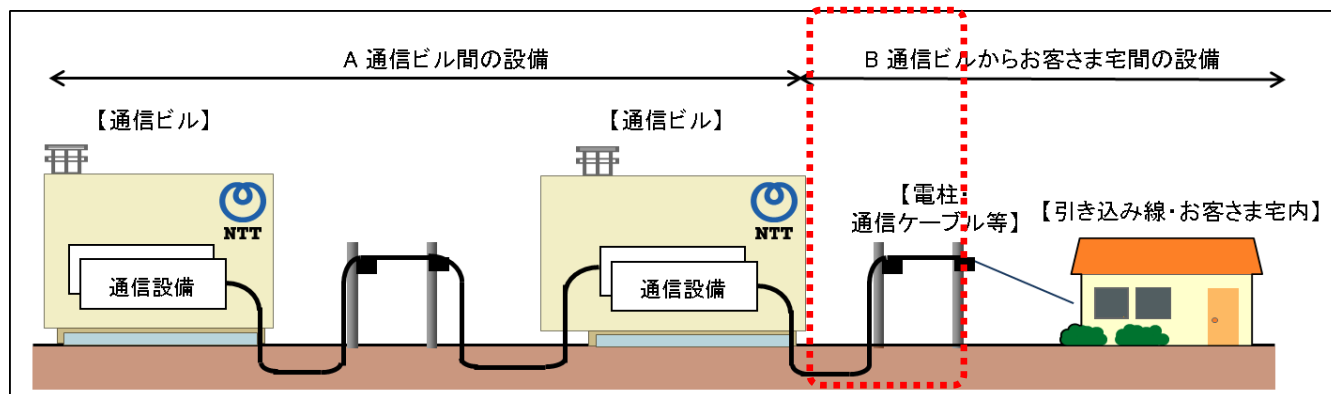 A 通信ビル間の設備
B 通信ビルからお客さま宅間の設備
【通信ビル】
【通信ビル】
NTT
NTT
【電柱・
通信ケーブル等】
【引き込み線・お客さま宅内】
通信設備
通信設備